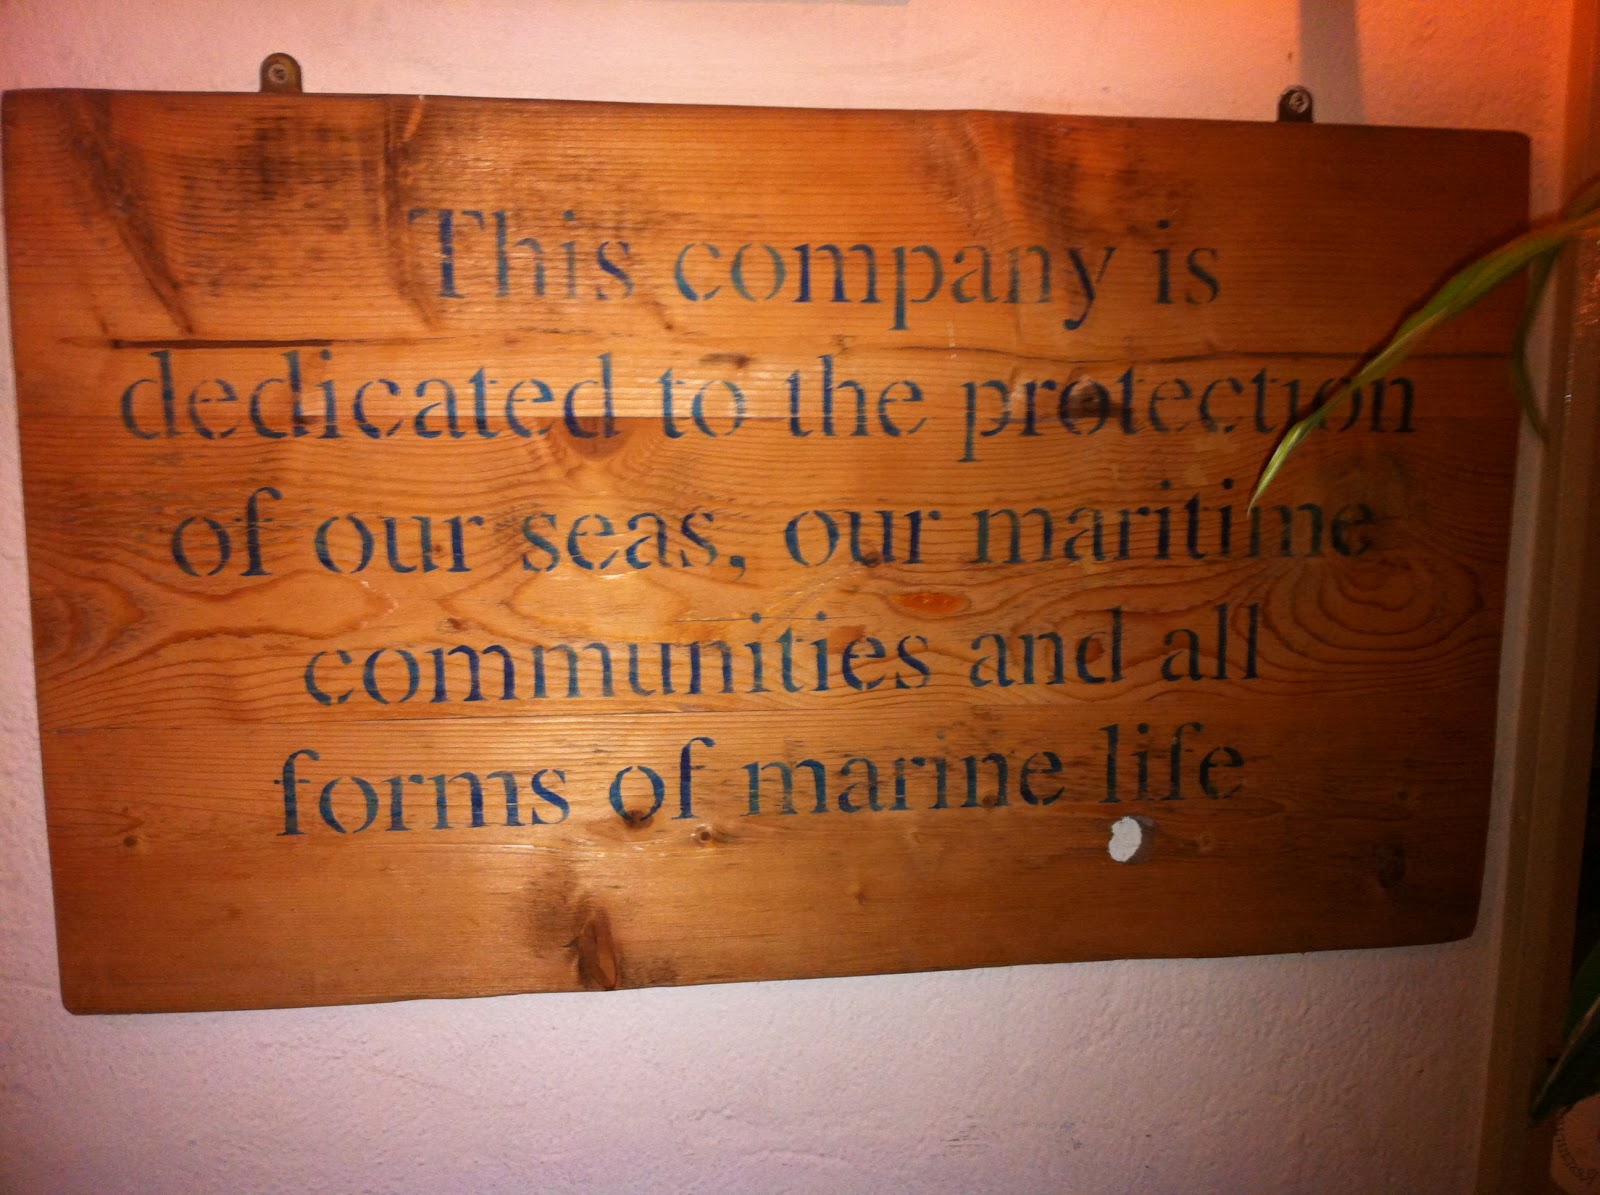 This company is
dedicated to the protection
of our seas, our maritime
communities and all
forms of marine life